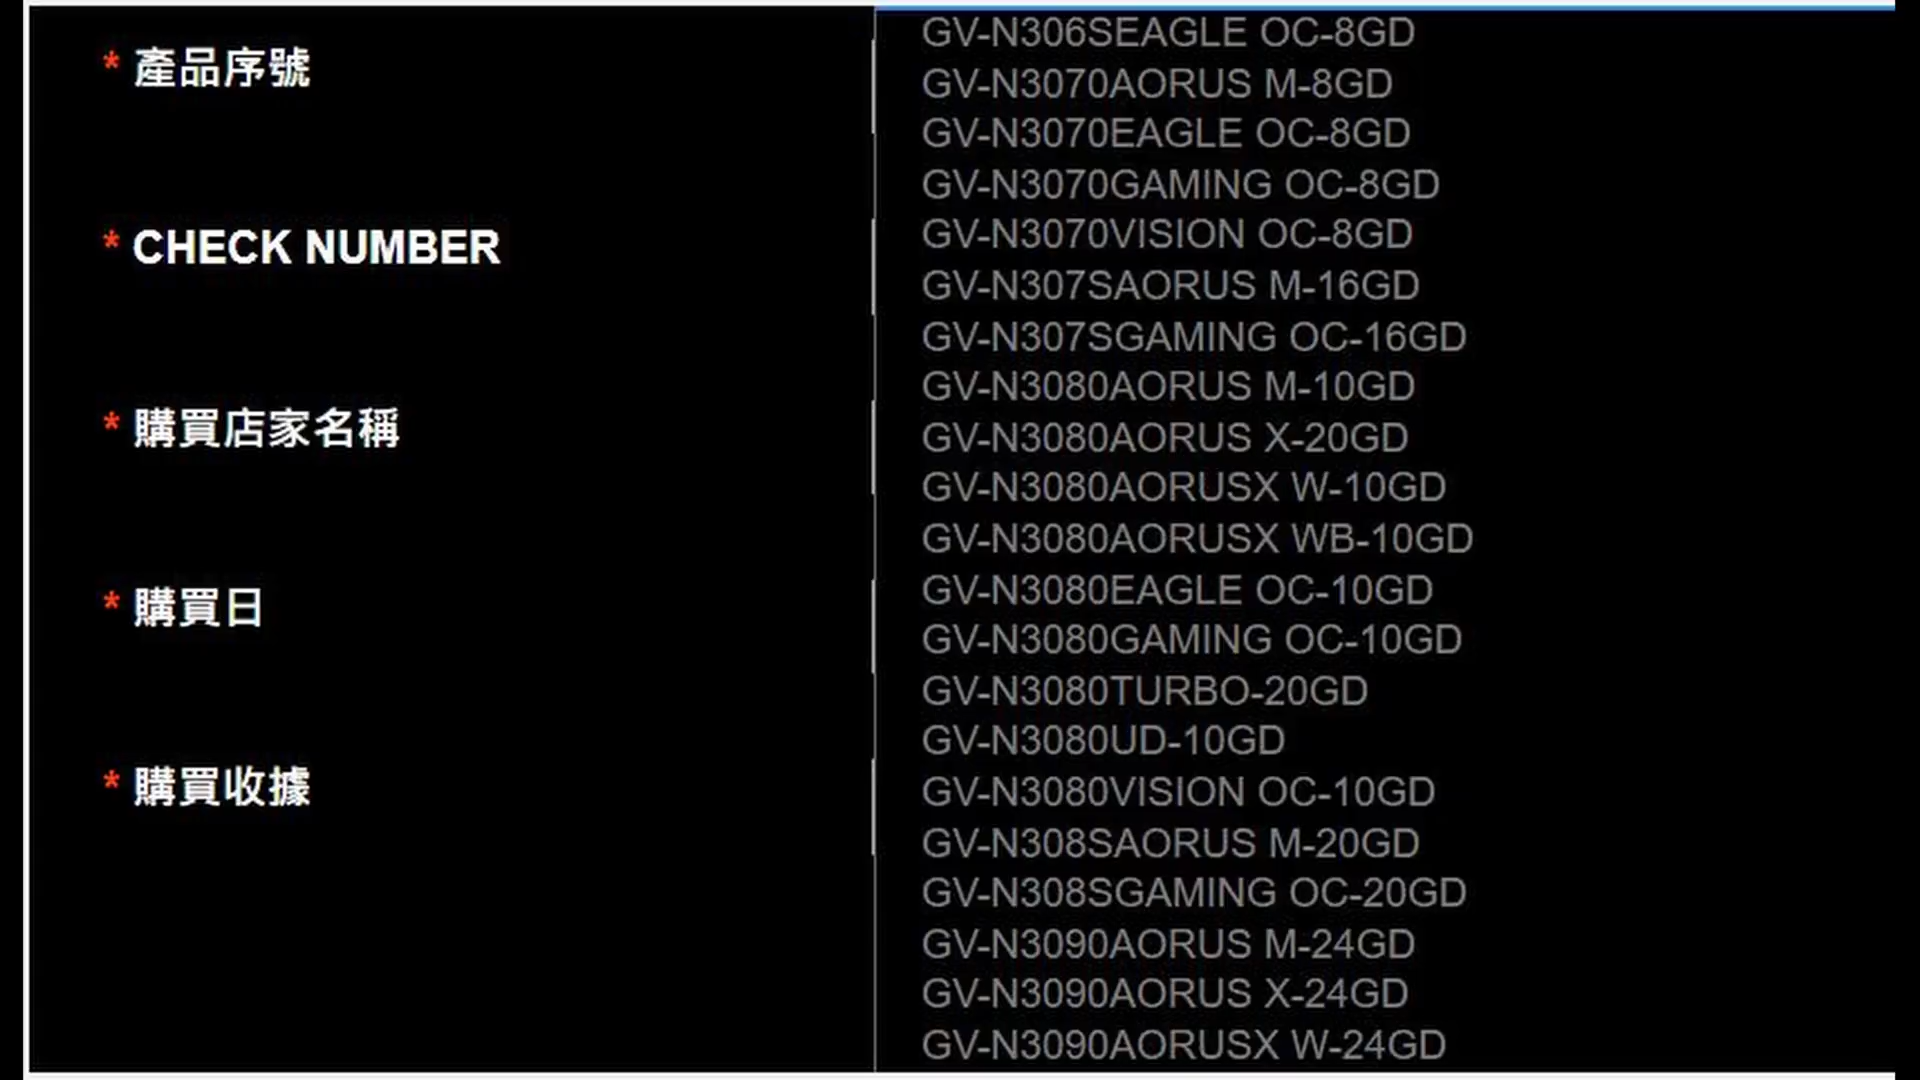 * 產品序號
* CHECK NUMBER
* 購買店家名稱
* 購買日
* 購買收據
GV-N306SEAGLE OC-8GD
GV-N3070AORUS M-8GD
GV-N3070EAGLE OC-8GD
GV-N3070GAMING OC-8GD
GV-N3070VISION OC-8GD
GV-N307SAORUS M-16GD
GV-N307SGAMING OC-16GD
GV-N3080AORUS M-10GD
GV-N3080AORUS X-20GD
GV-N3080AORUSX W-10GD
GV-N3080AORUSX WB-10GD
GV-N3080EAGLE OC-10GD
GV-N3080GAMING OC-10GD
GV-N3080TURBO-20GD
GV-N3080UD-10GD
GV-N3080VISION OC-10GD
GV-N308SAORUS M-20GD
GV-N308SGAMING OC-20GD
GV-N3090AORUS M-24GD
GV-N3090AORUS X-24GD
GV-N3090AORUSX W-24GD